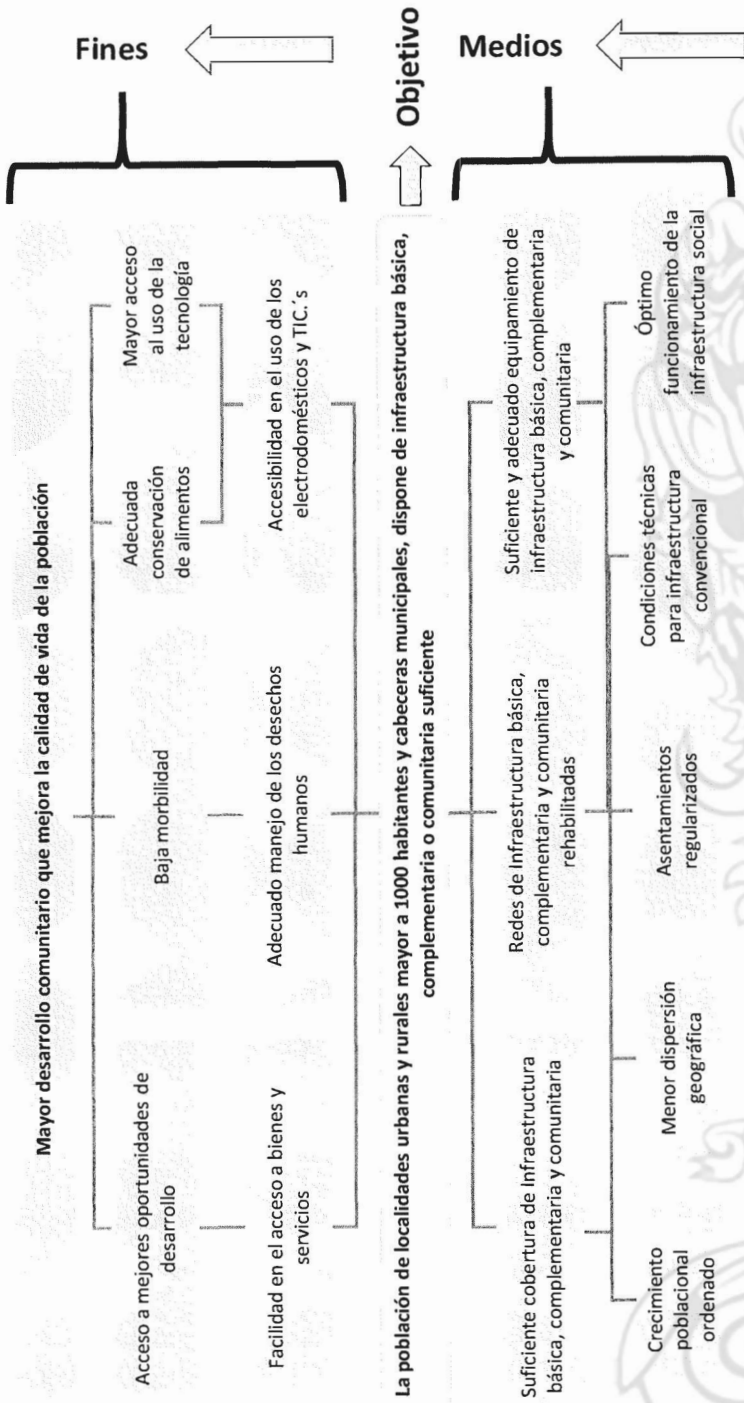 Mayor desarrollo comunitario que mejora la calidad de vida de la población
Acceso a mejores oportunidades de
desarrollo
Baja morbilidad
Adecuada
conservación
de alimentos
Mayor acceso
al uso de la
tecnología
Facilidad en el acceso a bienes y
servicios
Adecuado manejo de los desechos
humanos
Accesibilidad en el uso de los
electrodomésticos y TIC.´s
Fines
La población de localidades urbanas y rurales mayor a 1000 habitantes y cabeceras municipales, dispone de infraestructura básica,
complementaria o comunitaria suficiente
Objetivo
Suficiente cobertura de Infraestructura
básica, complementaria y comunitaria
Redes de Infraestructura básica,
complementaria y comunitaria
rehabilitadas
Suficiente y adecuado equipamiento de
infraestructura básica, complementaria
y comunitaria
Medios
Crecimiento
poblacional
ordenado
Menor dispersión
geográfica
Asentamientos
regularizados
Condiciones técnicas
para infraestructura
convencional
Óptimo
funcionamiento de la
infraestructura social